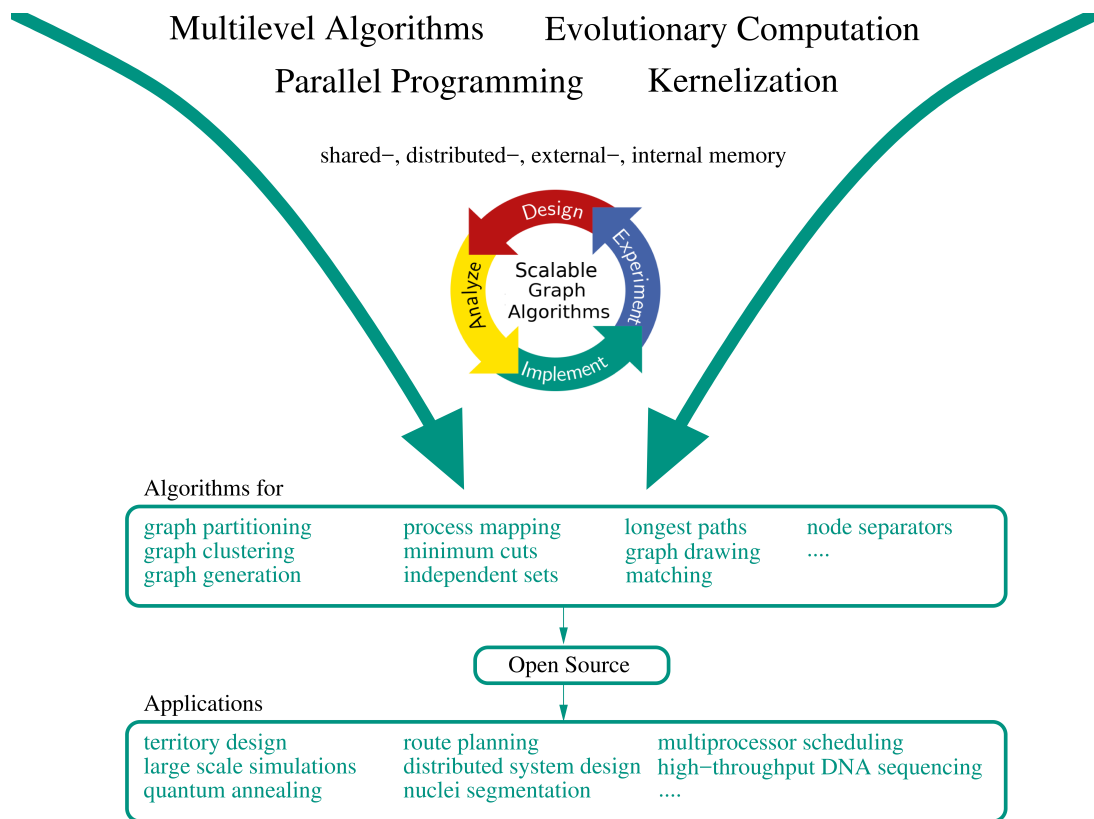 Multilevel Algorithms
Evolutionary Computation
Parallel Programming
Kernelization
shared−, distributed−, external−, internal memory
Design
Experiment
Analyze
Implement
Scalable
Graph
Algorithms
Algorithms for
graph partitioning
graph clustering
graph generation
process mapping
minimum cuts
independent sets
longest paths
graph drawing
matching
node separators
....
Open Source
Applications
territory design
large scale simulations
quantum annealing
route planning
distributed system design
nuclei segmentation
multiprocessor scheduling
high−throughput DNA sequencing
....